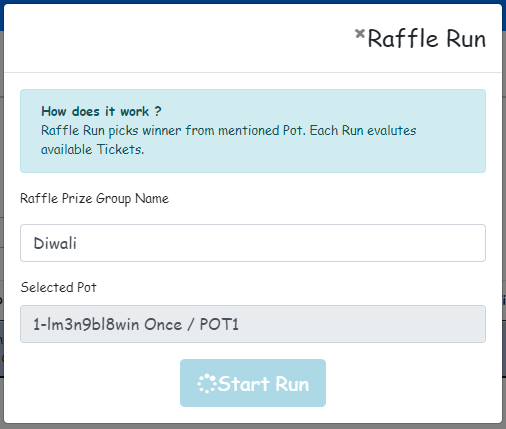 ×Raffle Run
How does it work ?
Raffle Run picks winner from mentioned Pot. Each Run evalutes
available Tickets.
Raffle Prize Group Name
Diwali
Selected Pot
1-lm3n9bl8win Once / POT1
Start Run